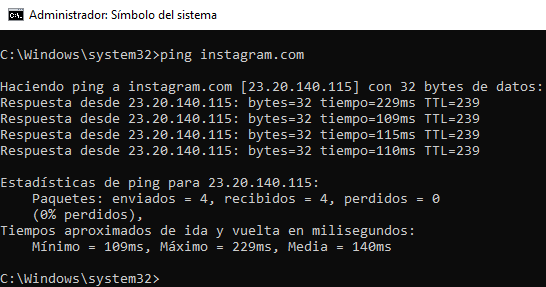 Administrador: Símbolo del sistema
C:\Windows\system32>ping instagram.com
Haciendo ping a instagram.com [23.20.140.115] con 32 bytes de datos:
Respuesta desde 23.20.140.115: bytes=32 tiempo=229ms TTL=239
Respuesta desde 23.20.140.115: bytes=32 tiempo=109ms TTL=239
Respuesta desde 23.20.140.115: bytes=32 tiempo=115ms TTL=239
Respuesta desde 23.20.140.115: bytes=32 tiempo=110ms TTL=239
Estadísticas de ping para 23.20.140.115:
Paquetes: enviados = 4, recibidos = 4, perdidos = 0
(0% perdidos),
Tiempos aproximados de ida y vuelta en milisegundos:
Mínimo = 109ms, Máximo = 229ms, Media = 140ms
C:\Windows\system32>